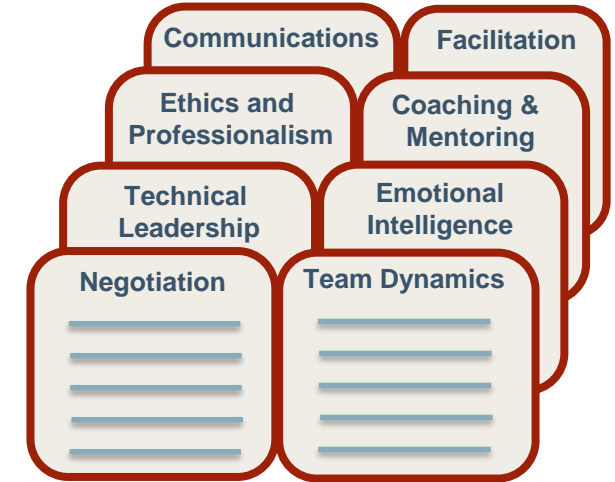 Communications
Facilitation
Ethics and
Professionalism
Coaching &
Mentoring
Technical
Leadership
Emotional
Intelligence
Negotiation
Team Dynamics